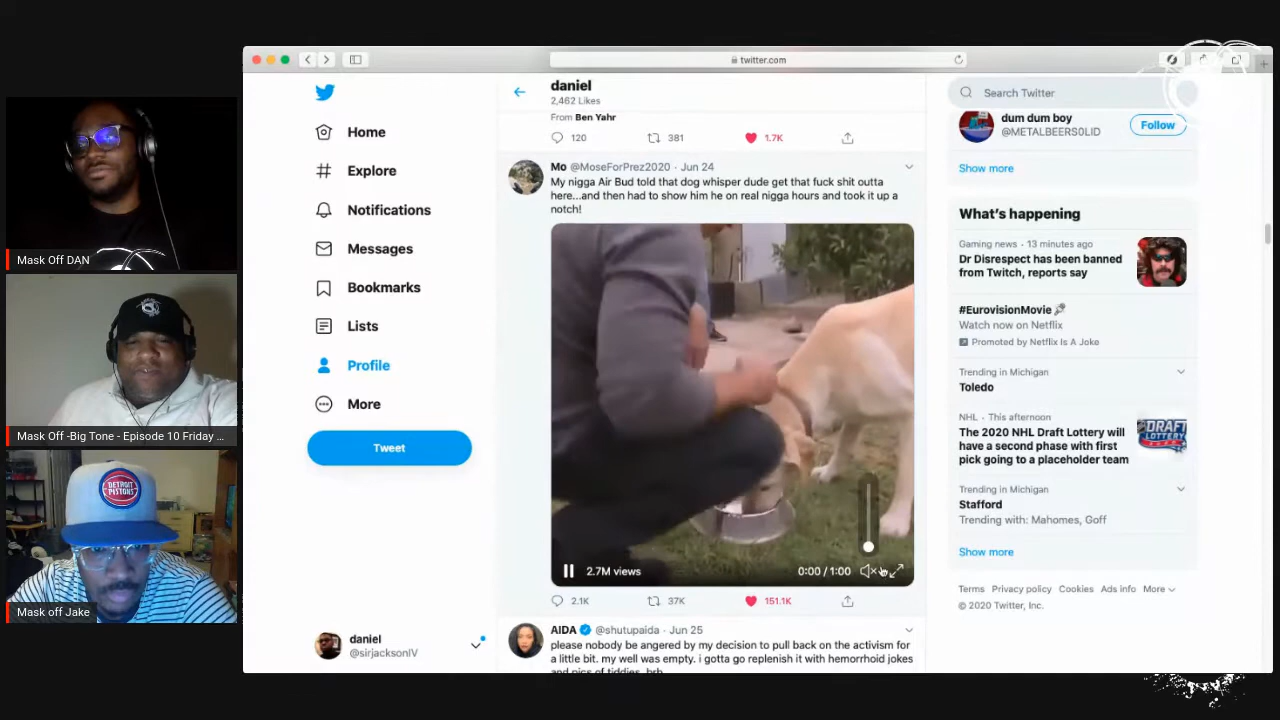 Mask Off DAN
Mask Off -Big Tone - Episode 10 Friday ...
DETROIT
PISTONS
Mask off Jake
twitter.com
Home
Explore
Notifications
Messages
Bookmarks
Lists
Profile
More
Tweet
daniel
@sirjacksonIV
daniel
2,462 Likes
From Ben Yahr
120 381 1.7K
Mo @MoseForPrez2020 · Jun 24
My nigga Air Bud told that dog whisper dude get that fuck shit outta
here...and then had to show him he on real nigga hours and took it up a
notch!
2.7M views 0:00 / 1:00
2.1K 37K 151.1K
AIDA @shutupaida · Jun 25
please nobody be angered by my decision to pull back on the activism for
a little bit. my well was empty. i gotta go replenish it with hemorrhoid jokes
and pics of tiddies. brb
Search Twitter
dum dum boy
@METALBEERS0LID
Follow
Show more
What's happening
Gaming news · 13 minutes ago
Dr Disrespect has been banned
from Twitch, reports say
#EurovisionMovie
Watch now on Netflix
Promoted by Netflix Is A Joke
Trending in Michigan
Toledo
NHL · This afternoon
The 2020 NHL Draft Lottery will
have a second phase with first
pick going to a placeholder team
DRAFT
LOTTERY
Trending in Michigan
Stafford
Trending with: Mahomes, Goff
Show more
Terms Privacy policy Cookies Ads info More
© 2020 Twitter, Inc.